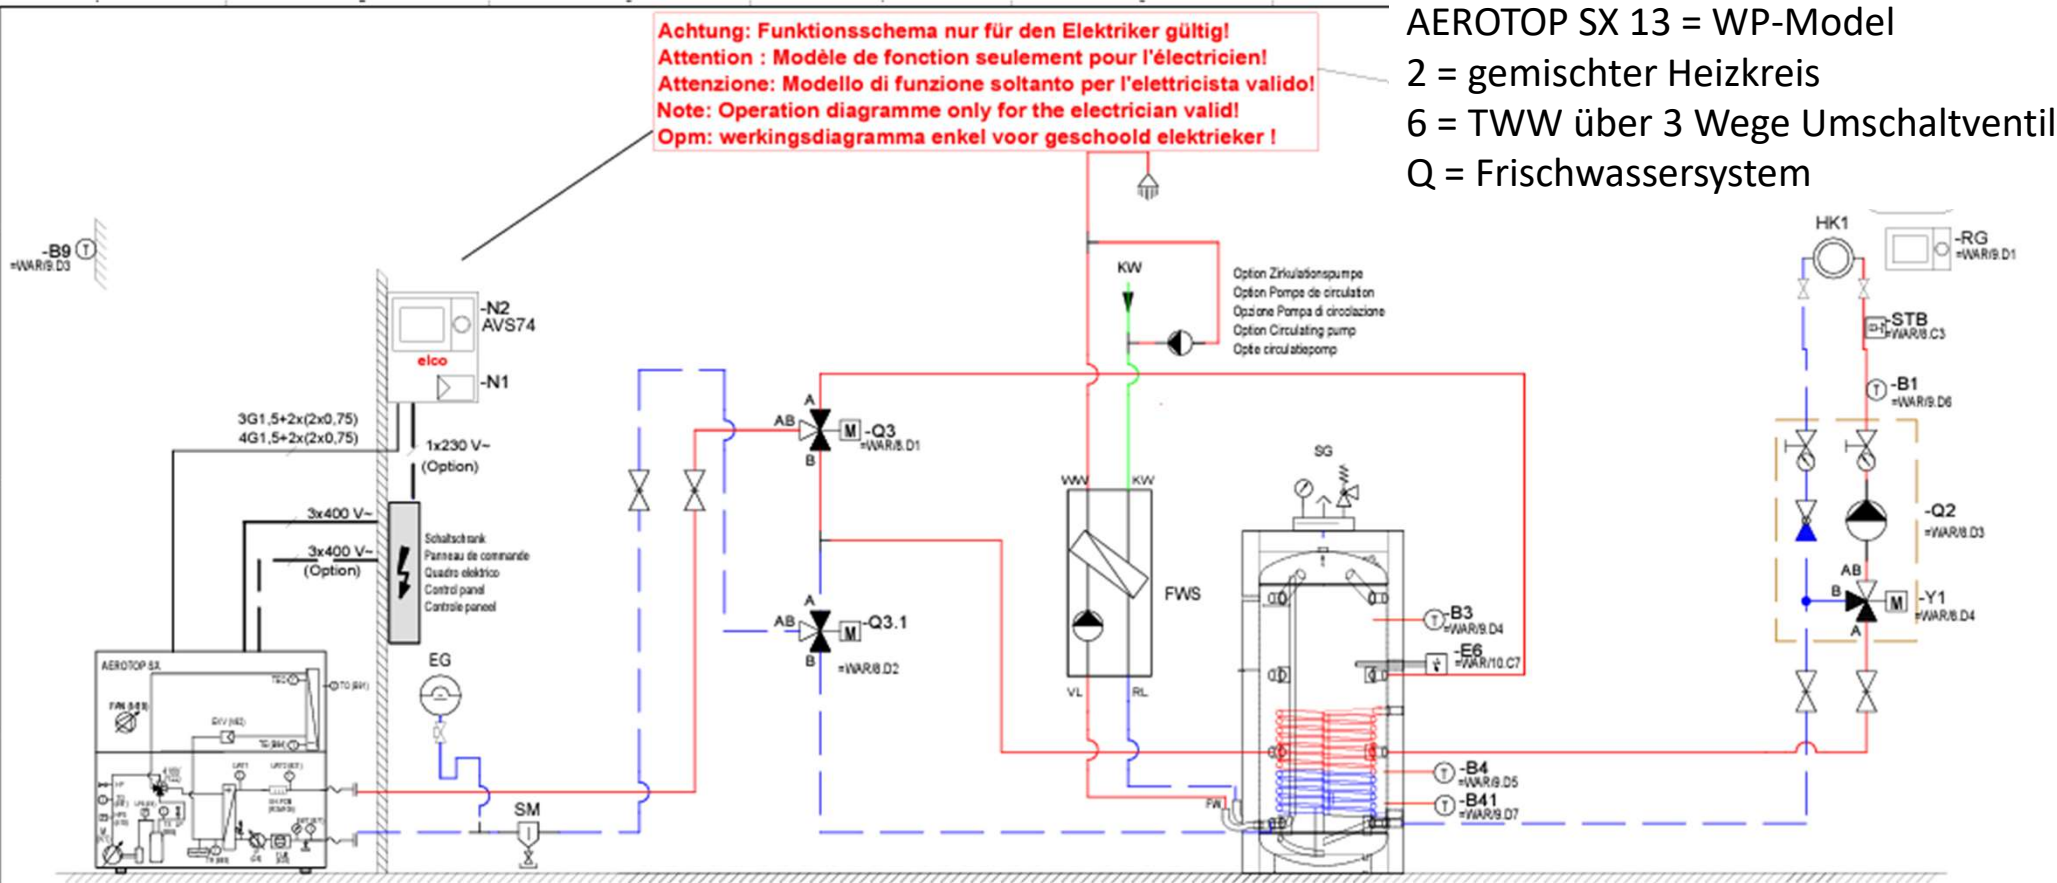 Achtung: Funktionsschema nur für den Elektriker gültig!
Attention : Modèle de fonction seulement pour l'électricien!
Attenzione: Modello di funzione soltanto per l'elettricista valido!
Note: Operation diagramme only for the electrician valid!
Opm: werkingsdiagramma enkel voor geschoold elektrieker !
AEROTOP SX 13 = WP-Model
2 = gemischter Heizkreis
6 = TWW über 3 Wege Umschaltventil
Q = Frischwassersystem
-B9
T
=WAR/9.D3
-N2
AVS74
elco
-N1
3G1,5+2x(2x0,75)
4G1,5+2x(2x0,75)
1x230 V~
(Option)
3x400 V~
3x400 V~
(Option)
Schaltschrank
Panneau de commande
Quadro elektrico
Control panel
Controle paneel
AEROTOP SX
EG
SM
A
AB
B
M
-Q3
=WAR/8.D1
A
AB
B
M
-Q3.1
=WAR/8.D2
KW
Option Zirkulationspumpe
Option Pompe de circulation
Opzione Pompa di circolazione
Option Circulating pump
Optie circulatiepomp
WW
KW
FWS
VL
RL
FW
SG
T
-B3
=WAR/9.D4
-E6
=WAR/10.C7
T
-B4
=WAR/9.D5
T
-B41
=WAR/9.D7
HK1
-RG
=WAR/9.D1
-STB
=WAR/8.C3
T
-B1
=WAR/9.D6
-Q2
=WAR/8.D3
AB
B
A
M
-Y1
=WAR/8.D4